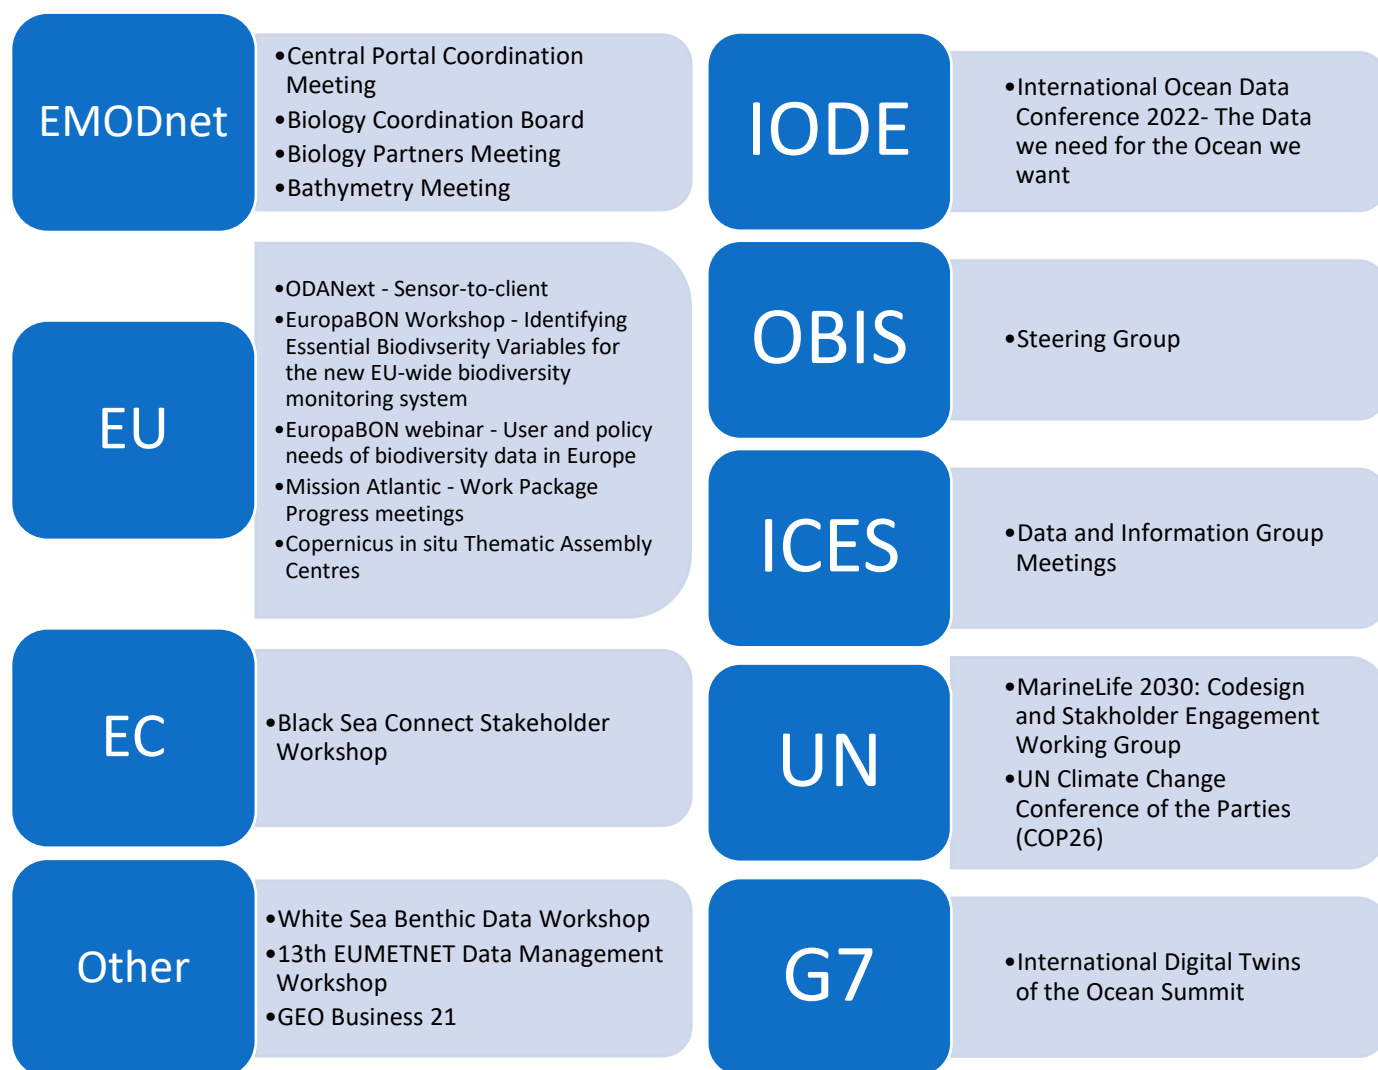 EMODnet
•Central Portal Coordination
Meeting
•Biology Coordination Board
•Biology Partners Meeting
•Bathymetry Meeting
EU
•ODANext - Sensor-to-client
•EuropaBON Workshop - Identifying
Essential Biodivserity Variables for
the new EU-wide biodiversity
monitoring system
•EuropaBON webinar - User and policy
needs of biodiversity data in Europe
•Mission Atlantic - Work Package
Progress meetings
•Copernicus in situ Thematic Assembly
Centres
EC
•Black Sea Connect Stakeholder
Workshop
Other
•White Sea Benthic Data Workshop
•13th EUMETNET Data Management
Workshop
•GEO Business 21
IODE
•International Ocean Data
Conference 2022- The Data
we need for the Ocean we
want
OBIS
•Steering Group
ICES
•Data and Information Group
Meetings
UN
•MarineLife 2030: Codesign
and Stakholder Engagement
Working Group
•UN Climate Change
Conference of the Parties
(COP26)
G7
•International Digital Twins
of the Ocean Summit